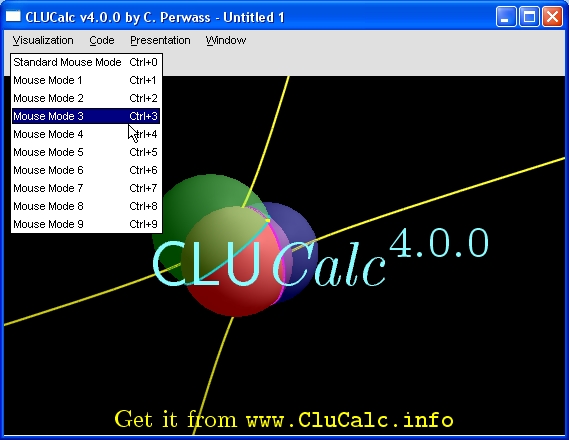 CLUCalc v4.0.0 by C. Perwass - Untitled 1
Visualization Code Presentation Window
Standard Mouse Mode Ctrl+0
Mouse Mode 1 Ctrl+1
Mouse Mode 2 Ctrl+2
Mouse Mode 3 Ctrl+3
Mouse Mode 4 Ctrl+4
Mouse Mode 5 Ctrl+5
Mouse Mode 6 Ctrl+6
Mouse Mode 7 Ctrl+7
Mouse Mode 8 Ctrl+8
Mouse Mode 9 Ctrl+9
CLUCalc 4.0.0
Get it from www.CluCalc.info